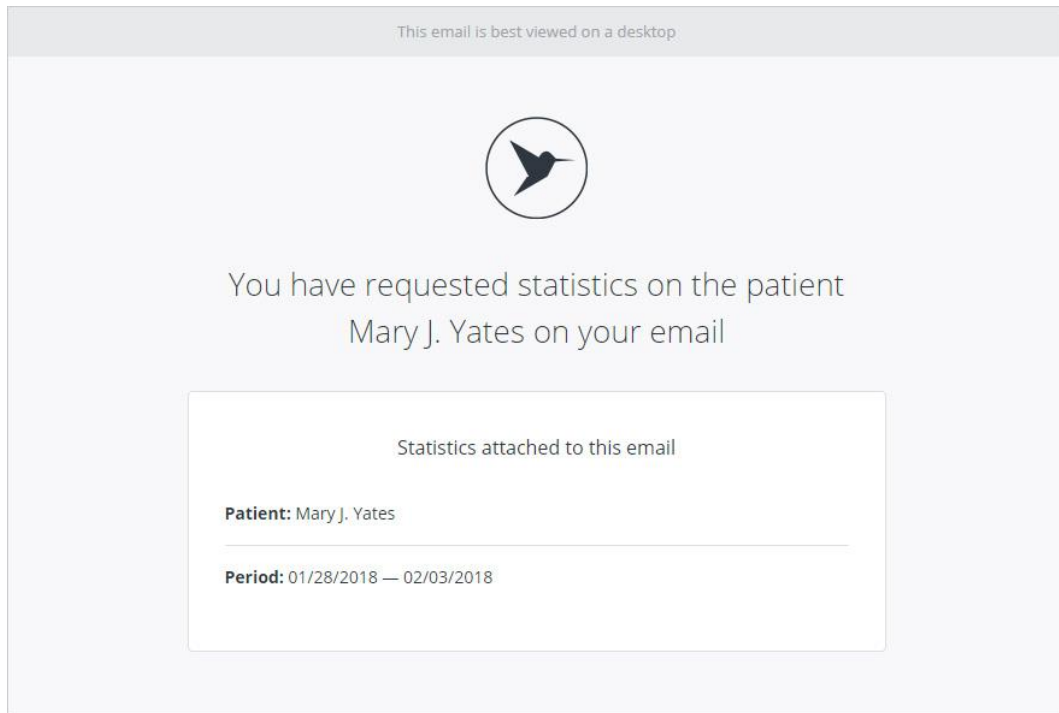 This email is best viewed on a desktop
You have requested statistics on the patient
Mary J. Yates on your email
Statistics attached to this email
Patient: Mary J. Yates
Period: 01/28/2018 — 02/03/2018